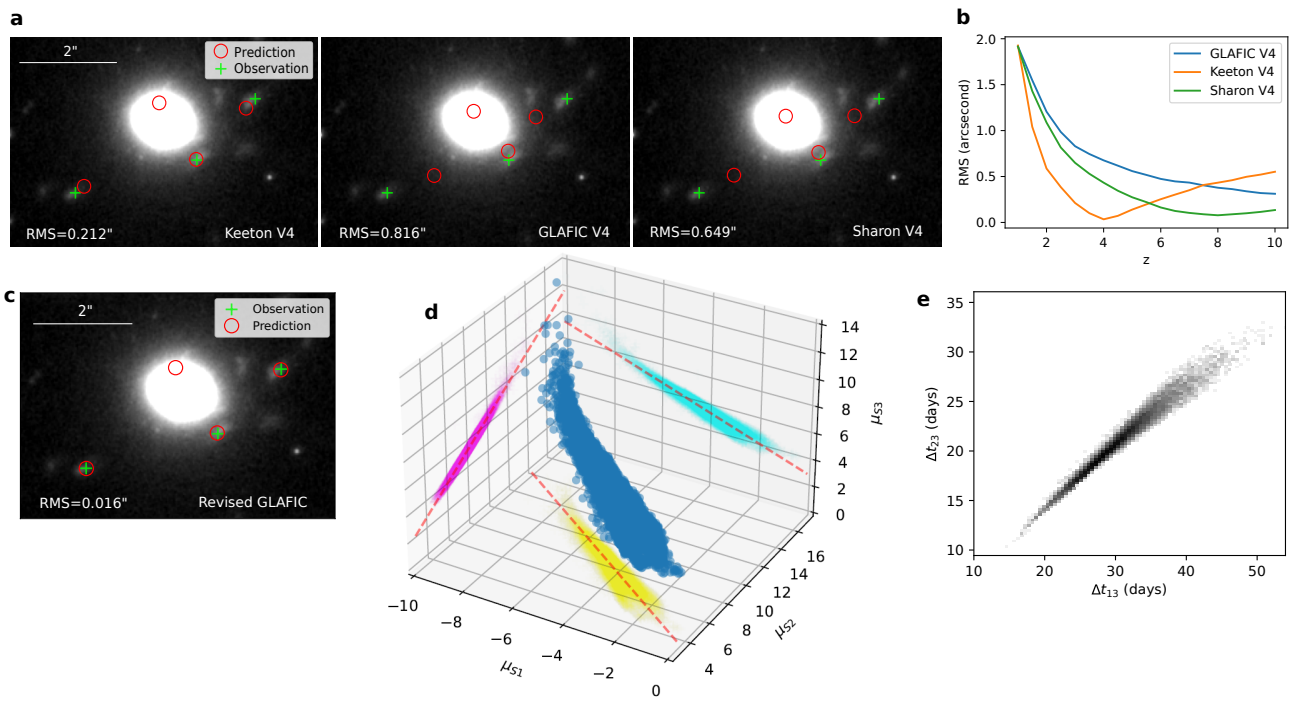 a
2"
Prediction
Observation
RMS=0.212"
Keeton V4
RMS=0.816"
GLAFIC V4
RMS=0.649"
Sharon V4
b
2.0
1.5
1.0
0.5
0.0
RMS (arcsecond)
GLAFIC V4
Keeton V4
Sharon V4
2
4
6
8
10
z
c
2"
Observation
Prediction
RMS=0.016"
Revised GLAFIC
d
14
12
10
8
6
4
2
0
μS3
16
14
12
10
8
6
4
μS2
−10
−8
−6
−4
−2
0
μS1
e
35
30
25
20
15
10
Δt23 (days)
10
20
30
40
50
Δt13 (days)